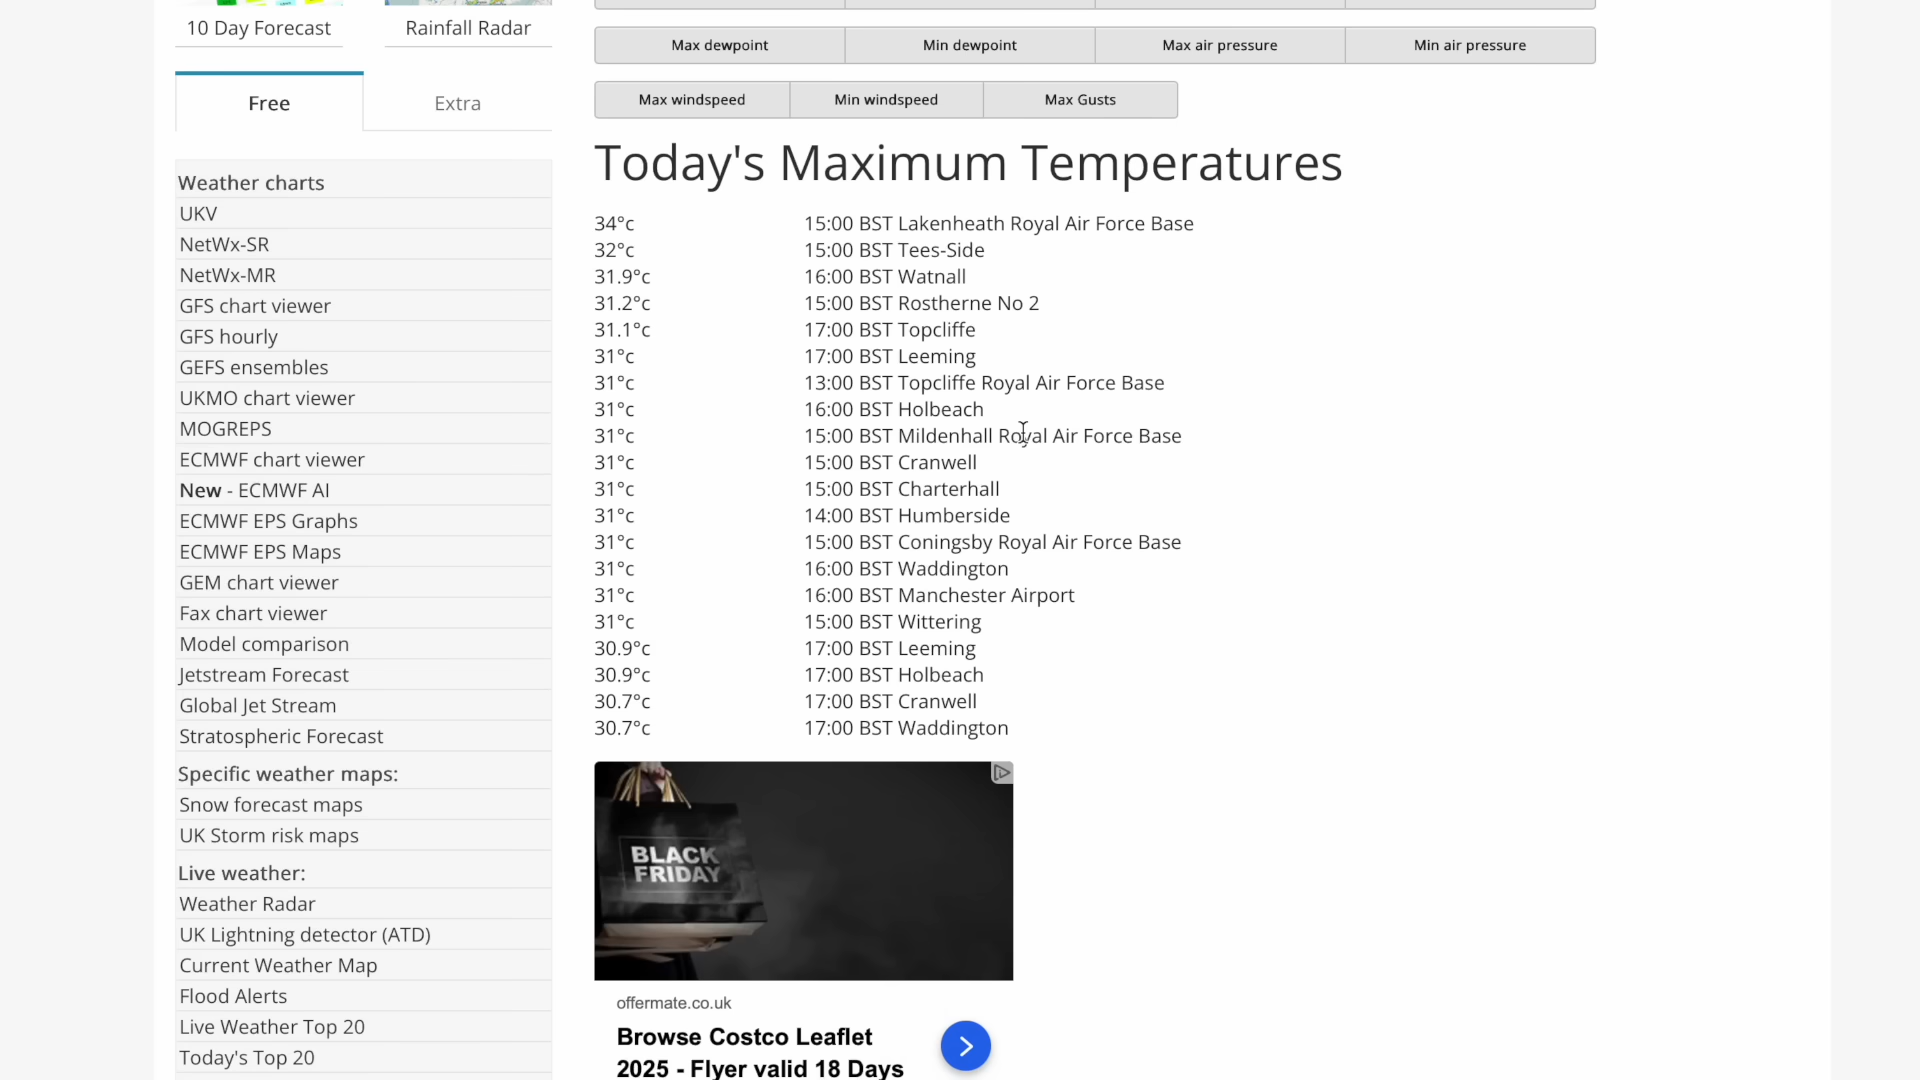 10 Day Forecast
Rainfall Radar
Free
Extra
Weather charts
UKV
NetWx-SR
NetWx-MR
GFS chart viewer
GFS hourly
GEFS ensembles
UKMO chart viewer
MOGREPS
ECMWF chart viewer
New - ECMWF AI
ECMWF EPS Graphs
ECMWF EPS Maps
GEM chart viewer
Fax chart viewer
Model comparison
Jetstream Forecast
Global Jet Stream
Stratospheric Forecast
Specific weather maps:
Snow forecast maps
UK Storm risk maps
Live weather:
Weather Radar
UK Lightning detector (ATD)
Current Weather Map
Flood Alerts
Live Weather Top 20
Today's Top 20
Max dewpoint Min dewpoint Max air pressure Min air pressure
Max windspeed Min windspeed Max Gusts
Today's Maximum Temperatures
34°c 15:00 BST Lakenheath Royal Air Force Base
32°c 15:00 BST Tees-Side
31.9°c 16:00 BST Watnall
31.2°c 15:00 BST Rostherne No 2
31.1°c 17:00 BST Topcliffe
31°c 17:00 BST Leeming
31°c 13:00 BST Topcliffe Royal Air Force Base
31°c 16:00 BST Holbeach
31°c 15:00 BST Mildenhall Royal Air Force Base
31°c 15:00 BST Cranwell
31°c 15:00 BST Charterhall
31°c 14:00 BST Humberside
31°c 15:00 BST Coningsby Royal Air Force Base
31°c 16:00 BST Waddington
31°c 16:00 BST Manchester Airport
31°c 15:00 BST Wittering
30.9°c 17:00 BST Leeming
30.9°c 17:00 BST Holbeach
30.7°c 17:00 BST Cranwell
30.7°c 17:00 BST Waddington
BLACK
FRIDAY
offermate.co.uk
Browse Costco Leaflet
2025 - Flyer valid 18 Days